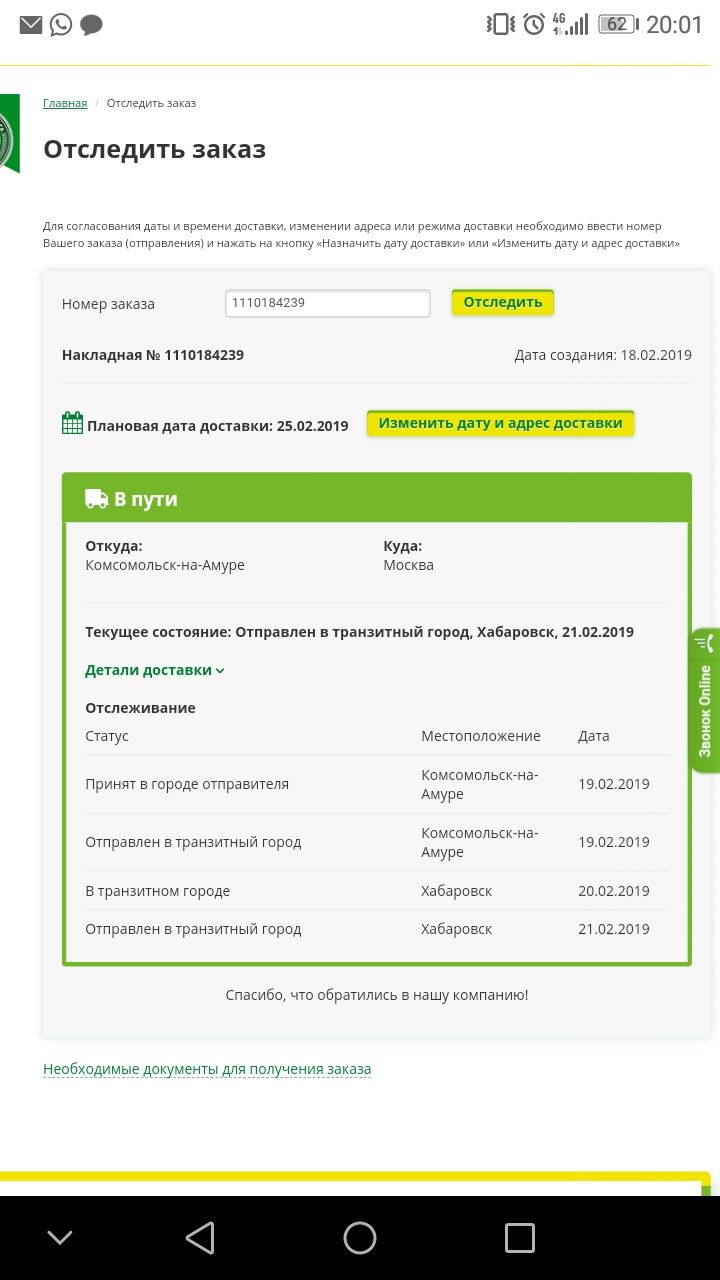 4G
62
20:01
Главная / Отследить заказ
Отследить заказ
Для согласования даты и времени доставки, изменении адреса или режима доставки необходимо ввести номер
Вашего заказа (отправления) и нажать на кнопку «Назначить дату доставки» или «Изменить дату и адрес доставки»
Номер заказа 1110184239 Отследить
Накладная № 1110184239 Дата создания: 18.02.2019
Плановая дата доставки: 25.02.2019 Изменить дату и адрес доставки
В пути
Откуда: Куда:
Комсомольск-на-Амуре Москва
Текущее состояние: Отправлен в транзитный город, Хабаровск, 21.02.2019
Детали доставки
Звонок Online
Отслеживание
Статус Местоположение Дата
Принят в городе отправителя Комсомольск-на-
Амуре 19.02.2019
Отправлен в транзитный город Комсомольск-на-
Амуре 19.02.2019
В транзитном городе Хабаровск 20.02.2019
Отправлен в транзитный город Хабаровск 21.02.2019
Спасибо, что обратились в нашу компанию!
Необходимые документы для получения заказа